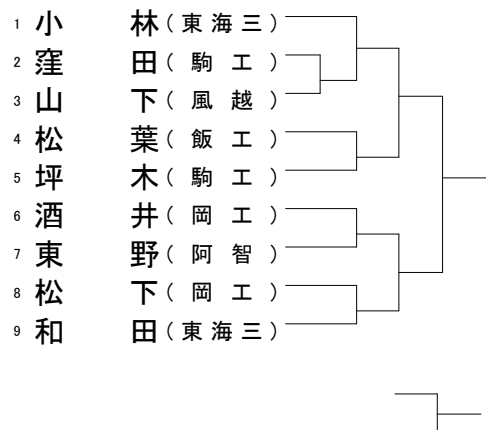 1 小 林(東海三)
2 窪 田(駒 工)
3 山 下(風 越)
4 松 葉(飯 工)
5 坪 木(駒 工)
6 酒 井(岡 工)
7 東 野(阿 智)
8 松 下(岡 工)
9 和 田(東海三)